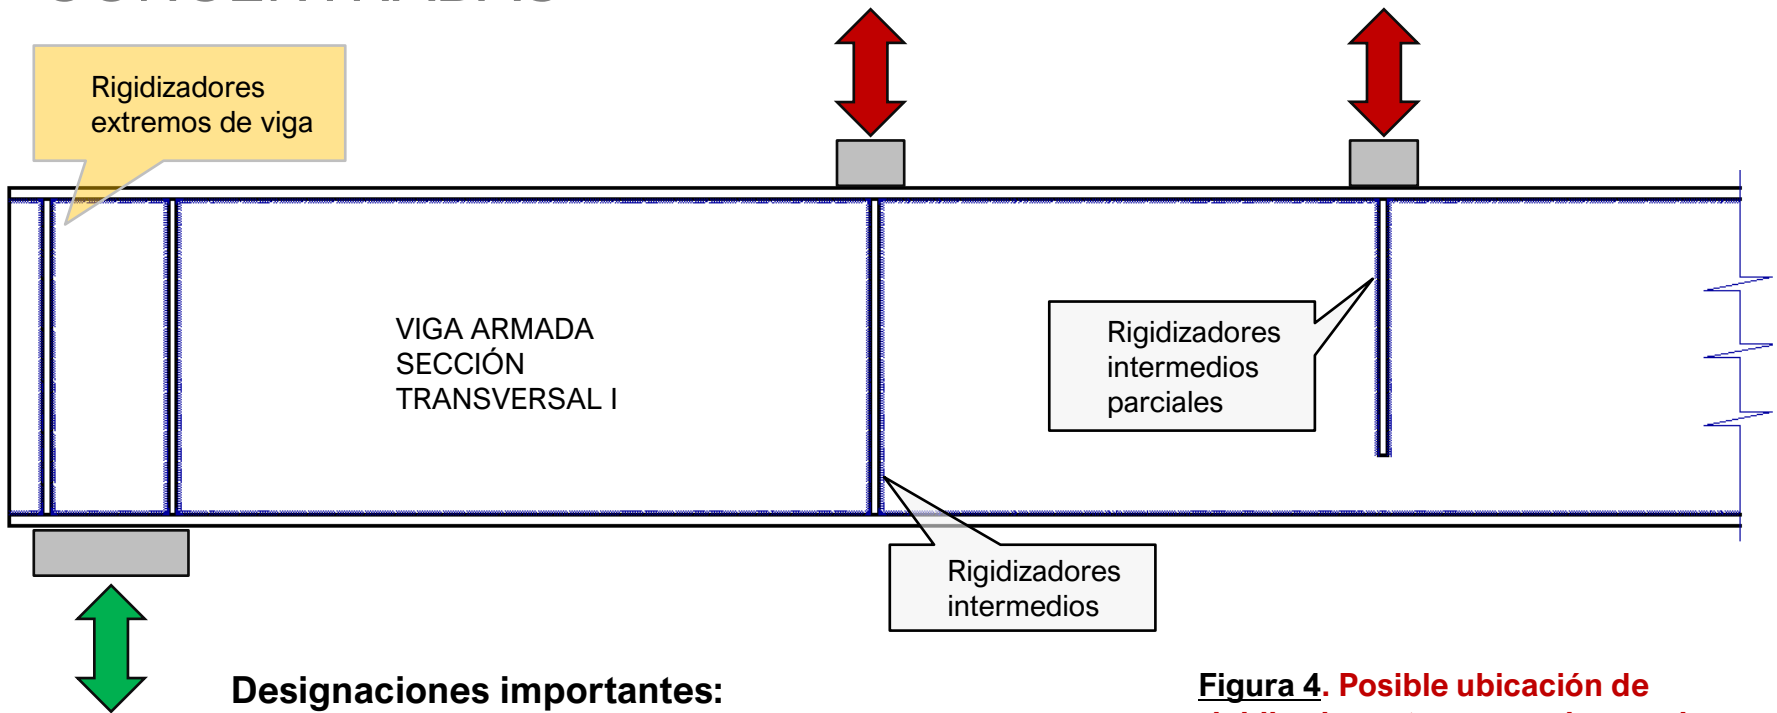 Rigidizadores
extremos de viga
VIGA ARMADA
SECCIÓN
TRANSVERSAL I
Rigidizadores
intermedios
parciales
Rigidizadores
intermedios
Designaciones importantes:
Figura 4. Posible ubicación de